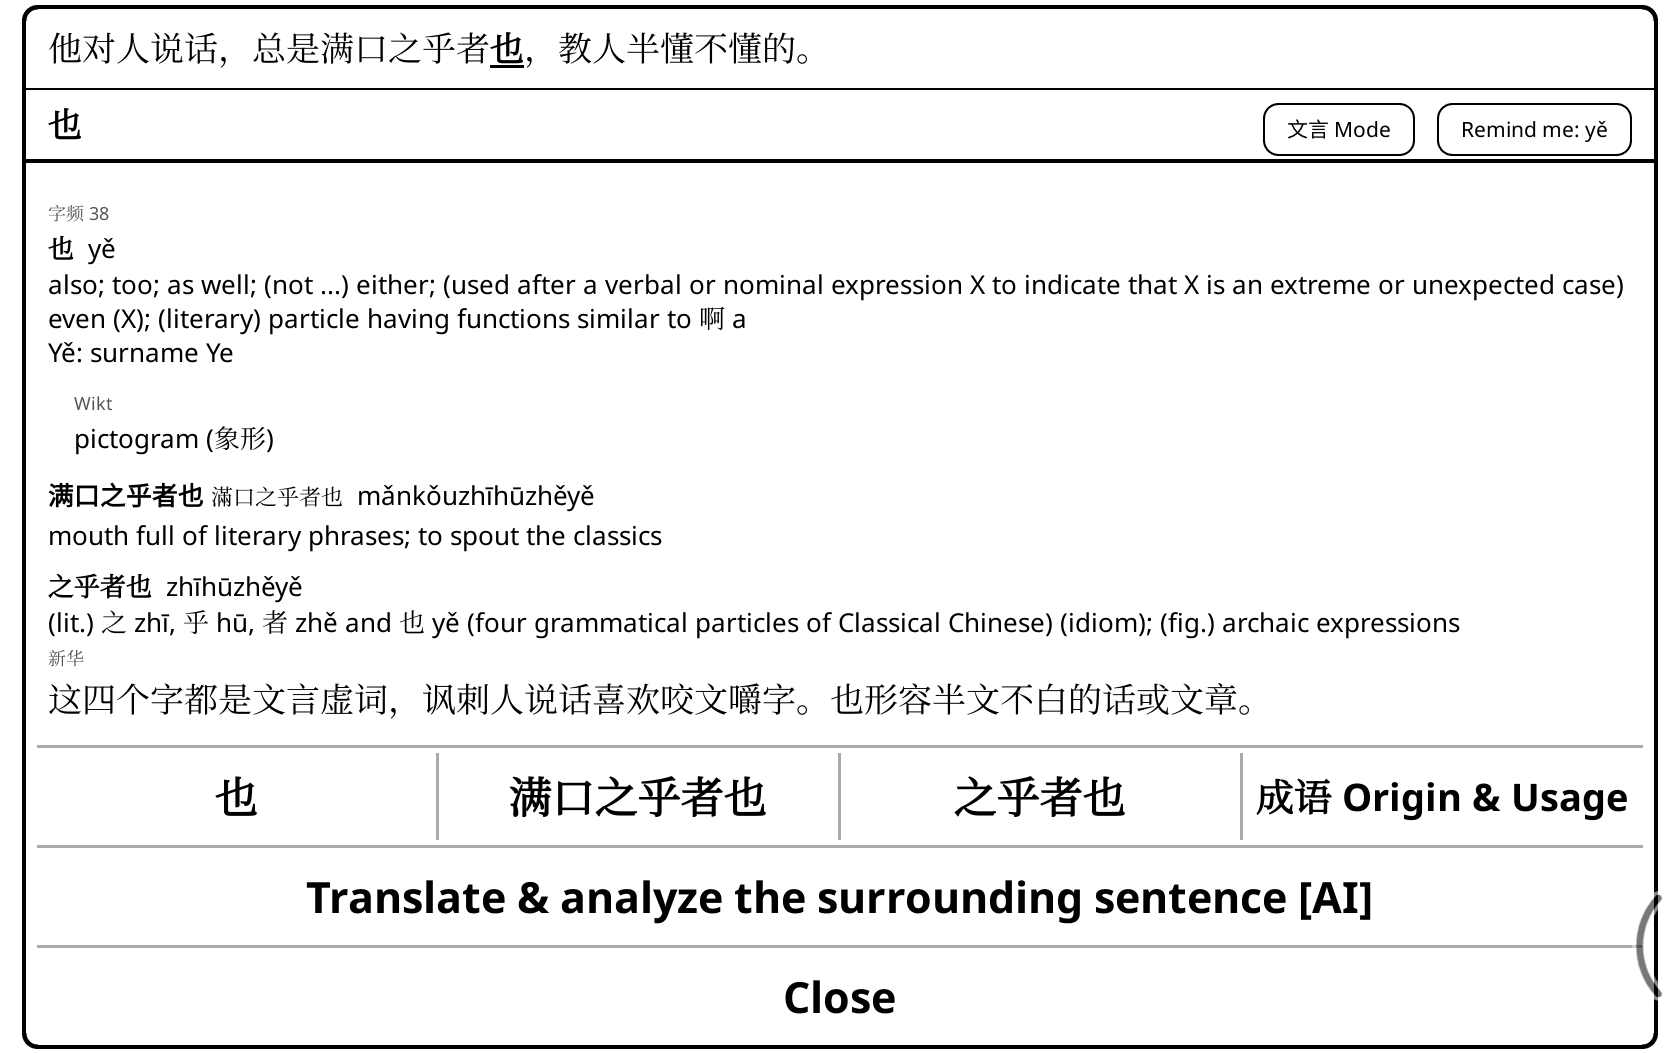 他对人说话，总是满口之乎者也，教人半懂不懂的。
也
文言 Mode
Remind me: yě
字频 38
也 yě
also; too; as well; (not ...) either; (used after a verbal or nominal expression X to indicate that X is an extreme or unexpected case)
even (X); (literary) particle having functions similar to 啊 a
Yě: surname Ye
Wikt
pictogram (象形)
满口之乎者也 滿口之乎者也 mǎnkǒuzhīhūzhěyě
mouth full of literary phrases; to spout the classics
之乎者也 zhīhūzhěyě
(lit.) 之 zhī, 乎 hū, 者 zhě and 也 yě (four grammatical particles of Classical Chinese) (idiom); (fig.) archaic expressions
新华
这四个字都是文言虚词，讽刺人说话喜欢咬文嚼字。也形容半文不白的话或文章。
也
满口之乎者也
之乎者也
成语 Origin & Usage
Translate & analyze the surrounding sentence [AI]
Close